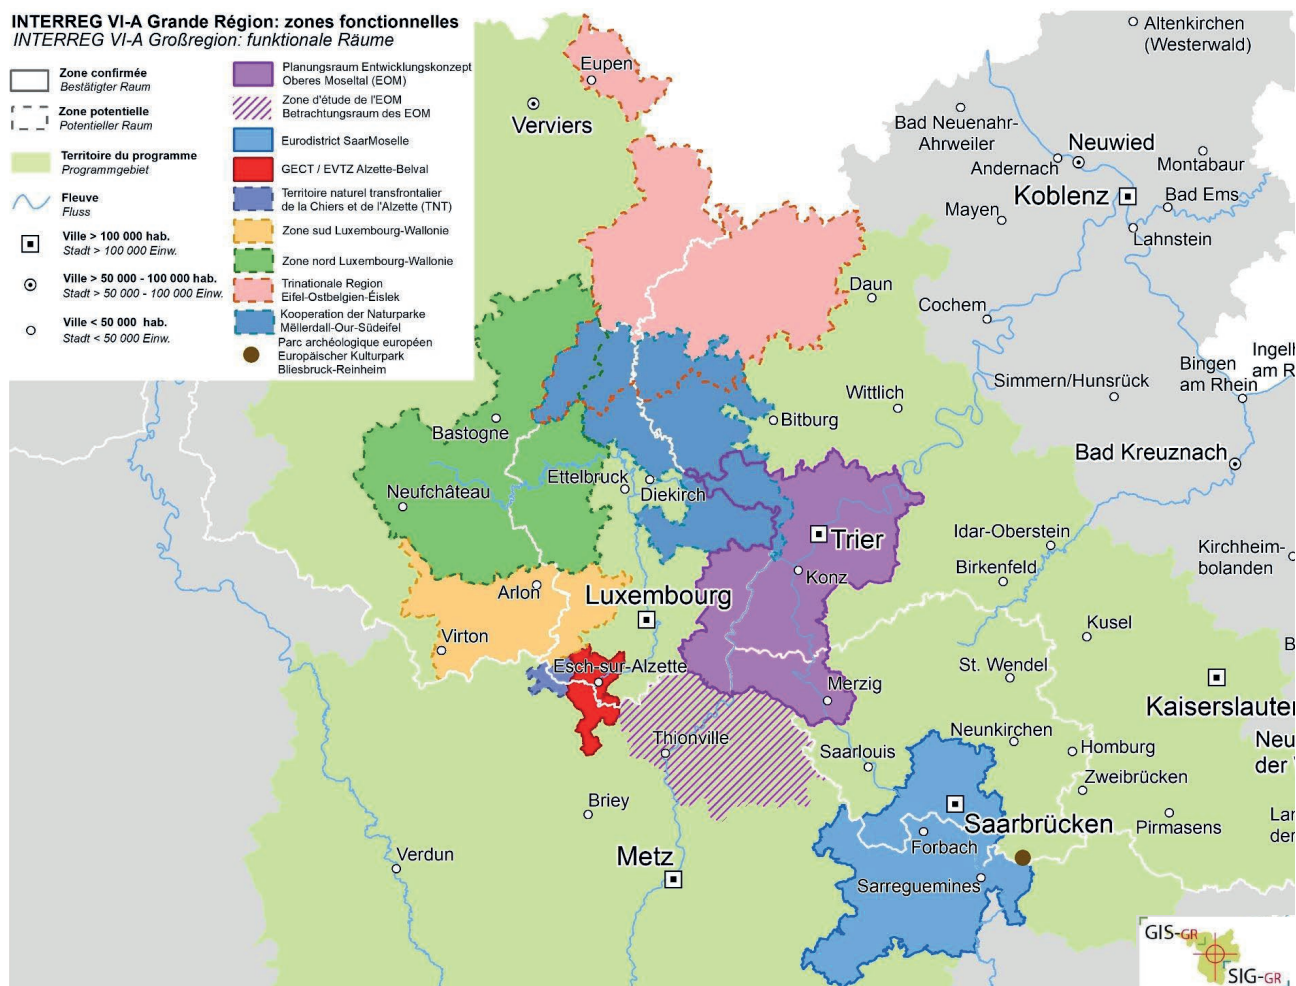 INTERREG VI-A Grande Région: zones fonctionnelles
INTERREG VI-A Großregion: funktionale Räume
Zone confirmée
Bestätigter Raum
Zone potentielle
Potentieller Raum
Territoire du programme
Programmgebiet
Fleuve
Fluss
Ville > 100 000 hab.
Stadt > 100 000 Einw.
Ville > 50 000 - 100 000 hab.
Stadt > 50 000 - 100 000 Einw.
Ville < 50 000 hab.
Stadt < 50 000 Einw.
Planungsraum Entwicklungskonzept
Oberes Moseltal (EOM)
Zone d'étude de l'EOM
Betrachtungsraum des EOM
Eurodistrict SaarMoselle
GECT / EVTZ Alzette-Belval
Territoire naturel transfrontalier
de la Chiers et de l'Alzette (TNT)
Zone sud Luxembourg-Wallonie
Zone nord Luxembourg-Wallonie
Trinationale Region
Eifel-Ostbelgien-Éislek
Kooperation der Naturparke
Mëllerdall-Our-Südeifel
Parc archéologique européen
Europäischer Kulturpark
Bliesbruck-Reinheim
Eupen
Verviers
Altenkirchen
(Westerwald)
Bad Neuenahr-
Ahrweiler
Neuwied
Andernach
Montabaur
Koblenz
Bad Ems
Mayen
Lahnstein
Daun
Cochem
Ingelh
am R
Bingen
am Rhein
Simmern/Hunsrück
Wittlich
Bitburg
Bastogne
Bad Kreuznach
Ettelbruck
Diekirch
Neufchâteau
Trier
Idar-Oberstein
Kirchheim-
bolanden
Birkenfeld
Konz
Arlon
Luxembourg
Kusel
Virton
Esch-sur-Alzette
St. Wendel
Merzig
Kaiserslauter
Neunkirchen
Neu
der
Thionville
Saarlouis
Homburg
Zweibrücken
Briey
Saarbrücken
Pirmasens
Lan
der
Forbach
Verdun
Metz
Sarreguemines
B
GIS-GR
SIG-GR